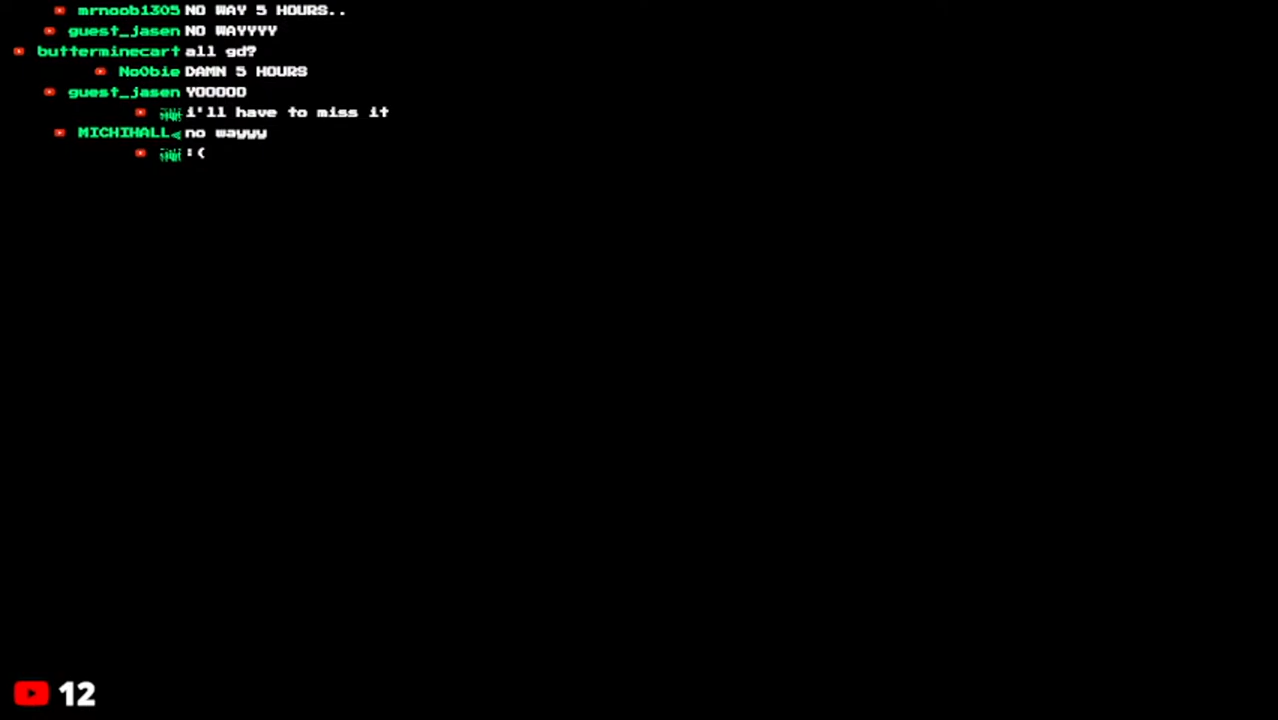 mrnoob1305 NO WAY 5 HOURS..
guest_jasen NO WAYYYY
butterminecart all gd?
No0bie DAMN 5 HOURS
guest_jasen YOOOOO
i'll have to miss it
MICHIHALL no wayyy
:(
12